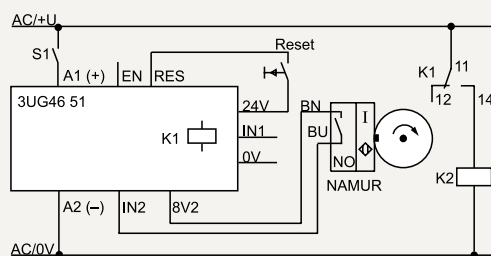 AC/+U
S1
Reset
A1 (+) EN RES
K1 11
12 14
3UG46 51
24V
BN
I
K1
IN1
BU
0V
NO
NAMUR
K2
A2 (–) IN2 8V2
AC/0V